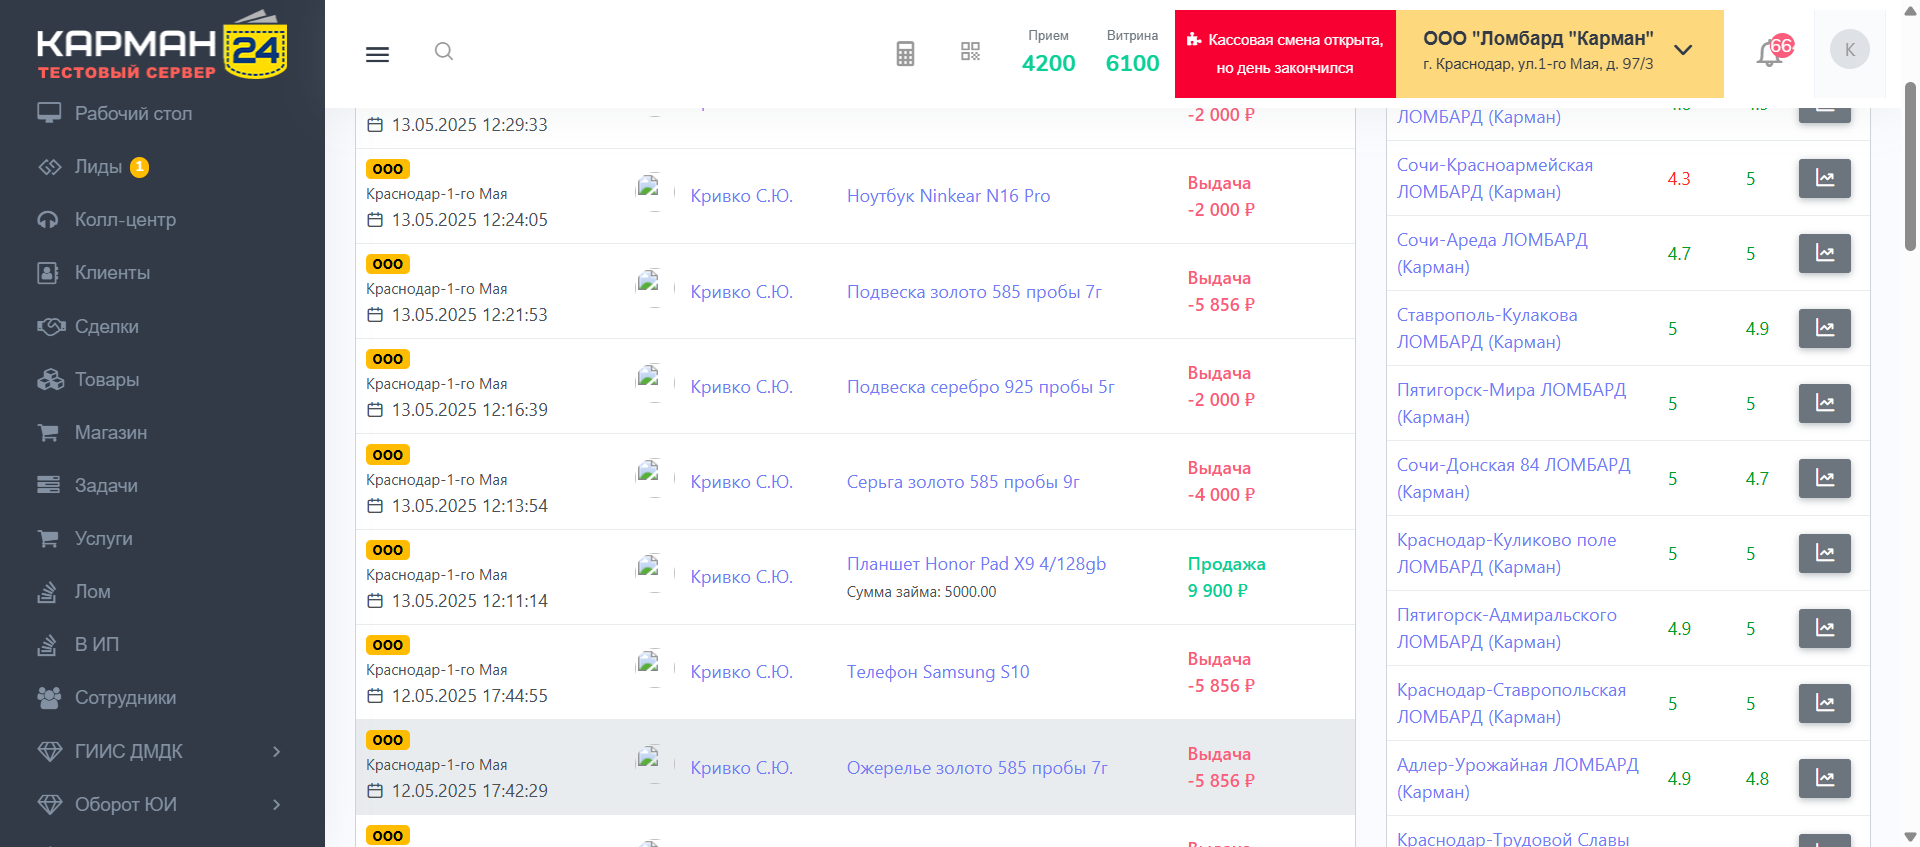 КАРМАН 24
ТЕСТОВЫЙ СЕРВЕР
Рабочий стол
Лиды 1
Колл-центр
Клиенты
Сделки
Товары
Магазин
Задачи
Услуги
Лом
В ИП
Сотрудники
ГИИС ДМДК
Оборот ЮИ
Прием
4200
Витрина
6100
Кассовая смена открыта,
но день закончился
ООО "Ломбард "Карман"
г. Краснодар, ул.1-го Мая, д. 97/3
К
13.05.2025 12:29:33
-2 000 ₽
ООО
Краснодар-1-го Мая
13.05.2025 12:24:05
Кривко С.Ю.
Ноутбук Ninkear N16 Pro
Выдача
-2 000 ₽
ООО
Краснодар-1-го Мая
13.05.2025 12:21:53
Кривко С.Ю.
Подвеска золото 585 пробы 7г
Выдача
-5 856 ₽
ООО
Краснодар-1-го Мая
13.05.2025 12:16:39
Кривко С.Ю.
Подвеска серебро 925 пробы 5г
Выдача
-2 000 ₽
ООО
Краснодар-1-го Мая
13.05.2025 12:13:54
Кривко С.Ю.
Серьга золото 585 пробы 9г
Выдача
-4 000 ₽
ООО
Краснодар-1-го Мая
13.05.2025 12:11:14
Кривко С.Ю.
Планшет Honor Pad X9 4/128gb
Сумма займа: 5000.00
Продажа
9 900 ₽
ООО
Краснодар-1-го Мая
12.05.2025 17:44:55
Кривко С.Ю.
Телефон Samsung S10
Выдача
-5 856 ₽
ООО
Краснодар-1-го Мая
12.05.2025 17:42:29
Кривко С.Ю.
Ожерелье золото 585 пробы 7г
Выдача
-5 856 ₽
ООО
ЛОМБАРД (Карман)
Сочи-Красноармейская
ЛОМБАРД (Карман)
4.3 5
Сочи-Ареда ЛОМБАРД
(Карман)
4.7 5
Ставрополь-Кулакова
ЛОМБАРД (Карман)
5 4.9
Пятигорск-Мира ЛОМБАРД
(Карман)
5 5
Сочи-Донская 84 ЛОМБАРД
(Карман)
5 4.7
Краснодар-Куликово поле
ЛОМБАРД (Карман)
5 5
Пятигорск-Адмиральского
ЛОМБАРД (Карман)
4.9 5
Краснодар-Ставропольская
ЛОМБАРД (Карман)
5 5
Адлер-Урожайная ЛОМБАРД
(Карман)
4.9 4.8
Краснодар-Трудовой Славы